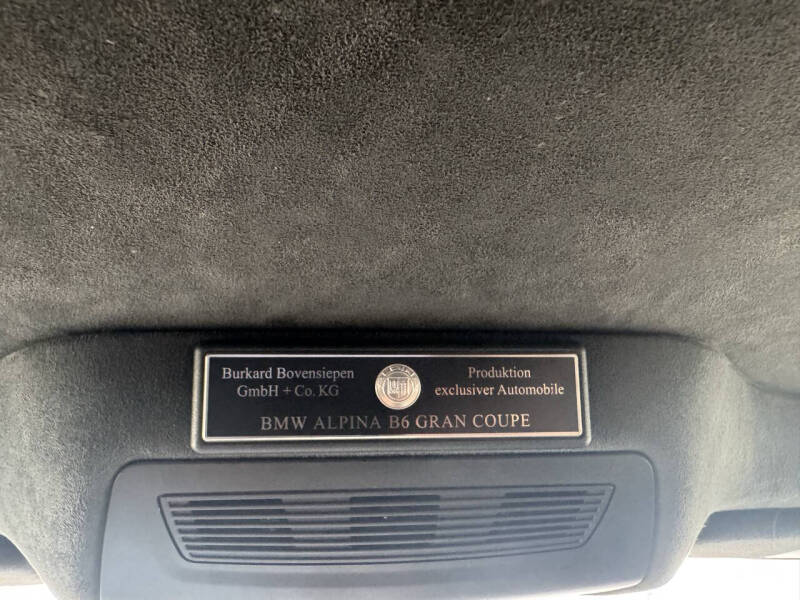 Burkard Bovensiepen
GmbH + Co. KG
Produktion
exclusiver Automobile
BMW ALPINA B6 GRAN COUPE